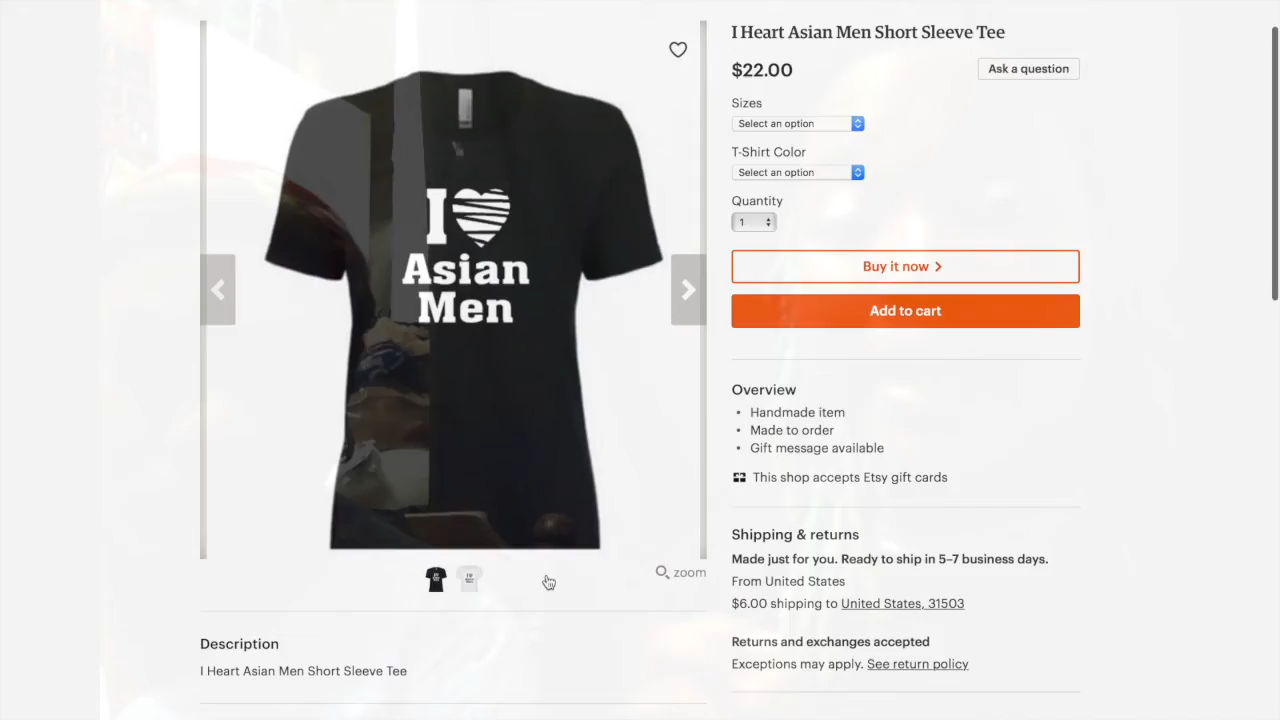 I Heart Asian Men Short Sleeve Tee
$22.00
Ask a question
Sizes
Select an option
T-Shirt Color
Select an option
Quantity
1
Buy it now
Add to cart
I
Asian
Men
Overview
• Handmade item
• Made to order
• Gift message available
This shop accepts Etsy gift cards
Shipping & returns
Made just for you. Ready to ship in 5–7 business days.
From United States
$6.00 shipping to United States, 31503
Returns and exchanges accepted
Exceptions may apply. See return policy
zoom
Description
I Heart Asian Men Short Sleeve Tee